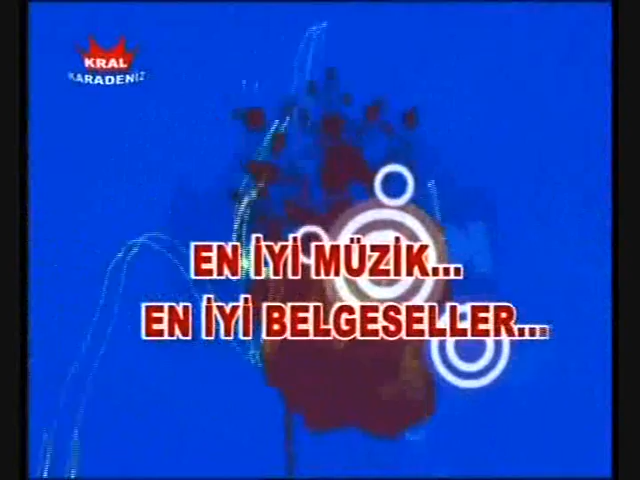 KRAL
KARADENİZ
EN İYİ MÜZİK...
EN İYİ BELGESELLER...